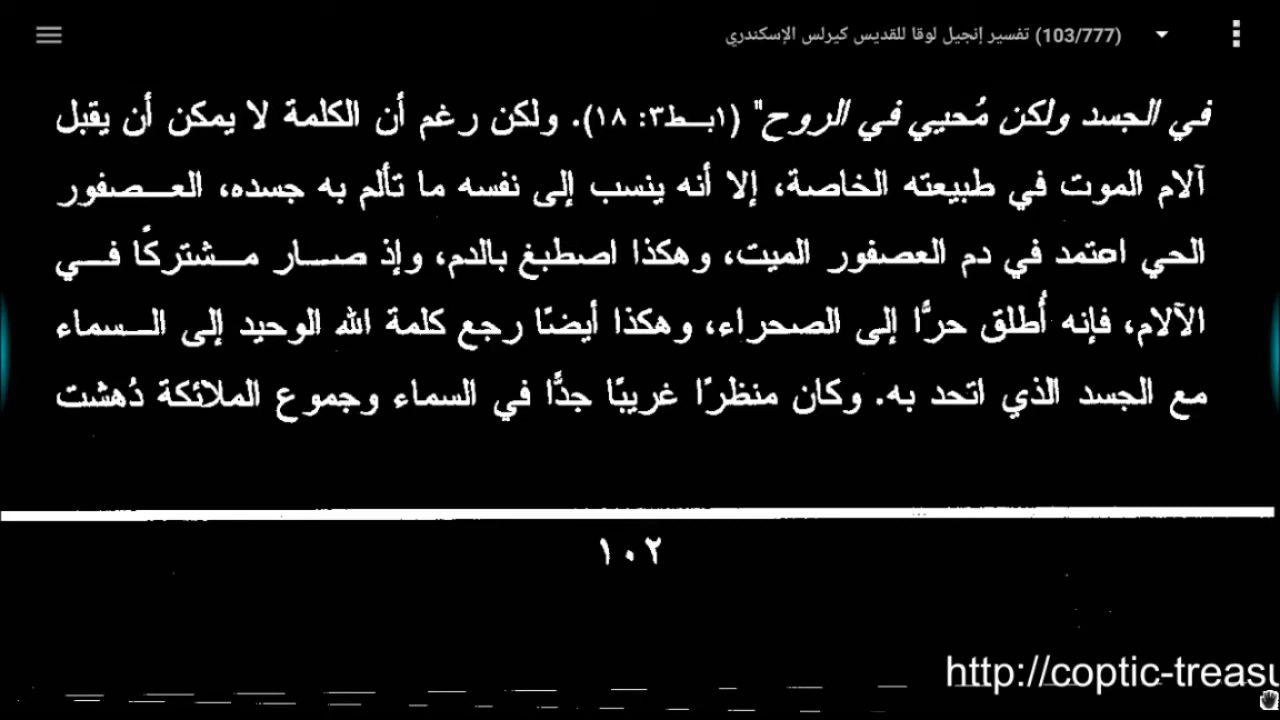 تفسير إنجيل لوقا للقديس كيرلس الإسكندري (103/777)
في الجسد ولكن مُحيي في الروح" (١بط٣: ١٨). ولكن رغم أن الكلمة لا يمكن أن يقبل
آلام الموت في طبيعته الخاصة، إلا أنه ينسب إلى نفسه ما تألم به جسده، العصفور
الحي اعتمد في دم العصفور الميت، وهكذا اصطبغ بالدم، وإذ صار مشتركًا في
الآلام، فإنه أُطلق حرًّا إلى الصحراء، وهكذا أيضًا رجع كلمة الله الوحيد إلى السماء
مع الجسد الذي اتحد به. وكان منظرًا غريبًا جدًّا في السماء وجموع الملائكة دُهشت
١٠٢
http://coptic-treasu